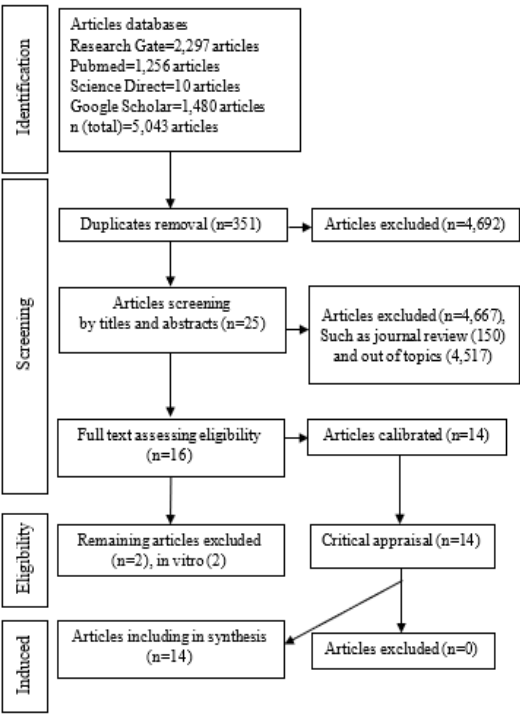 Identification
Articles databases
Research Gate=2,297 articles
Pubmed=1,256 articles
Science Direct=10 articles
Google Scholar=1,480 articles
n (total)=5,043 articles
Screening
Duplicates removal (n=351)
Articles excluded (n=4,692)
Articles screening
by titles and abstracts (n=25)
Articles excluded (n=4,667),
Such as journal review (150)
and out of topics (4,517)
Full text assessing eligibility
(n=16)
Articles calibrated (n=14)
Eligibility
Remaining articles excluded
(n=2), in vitro (2)
Critical appraisal (n=14)
Induced
Articles including in synthesis
(n=14)
Articles excluded (n=0)